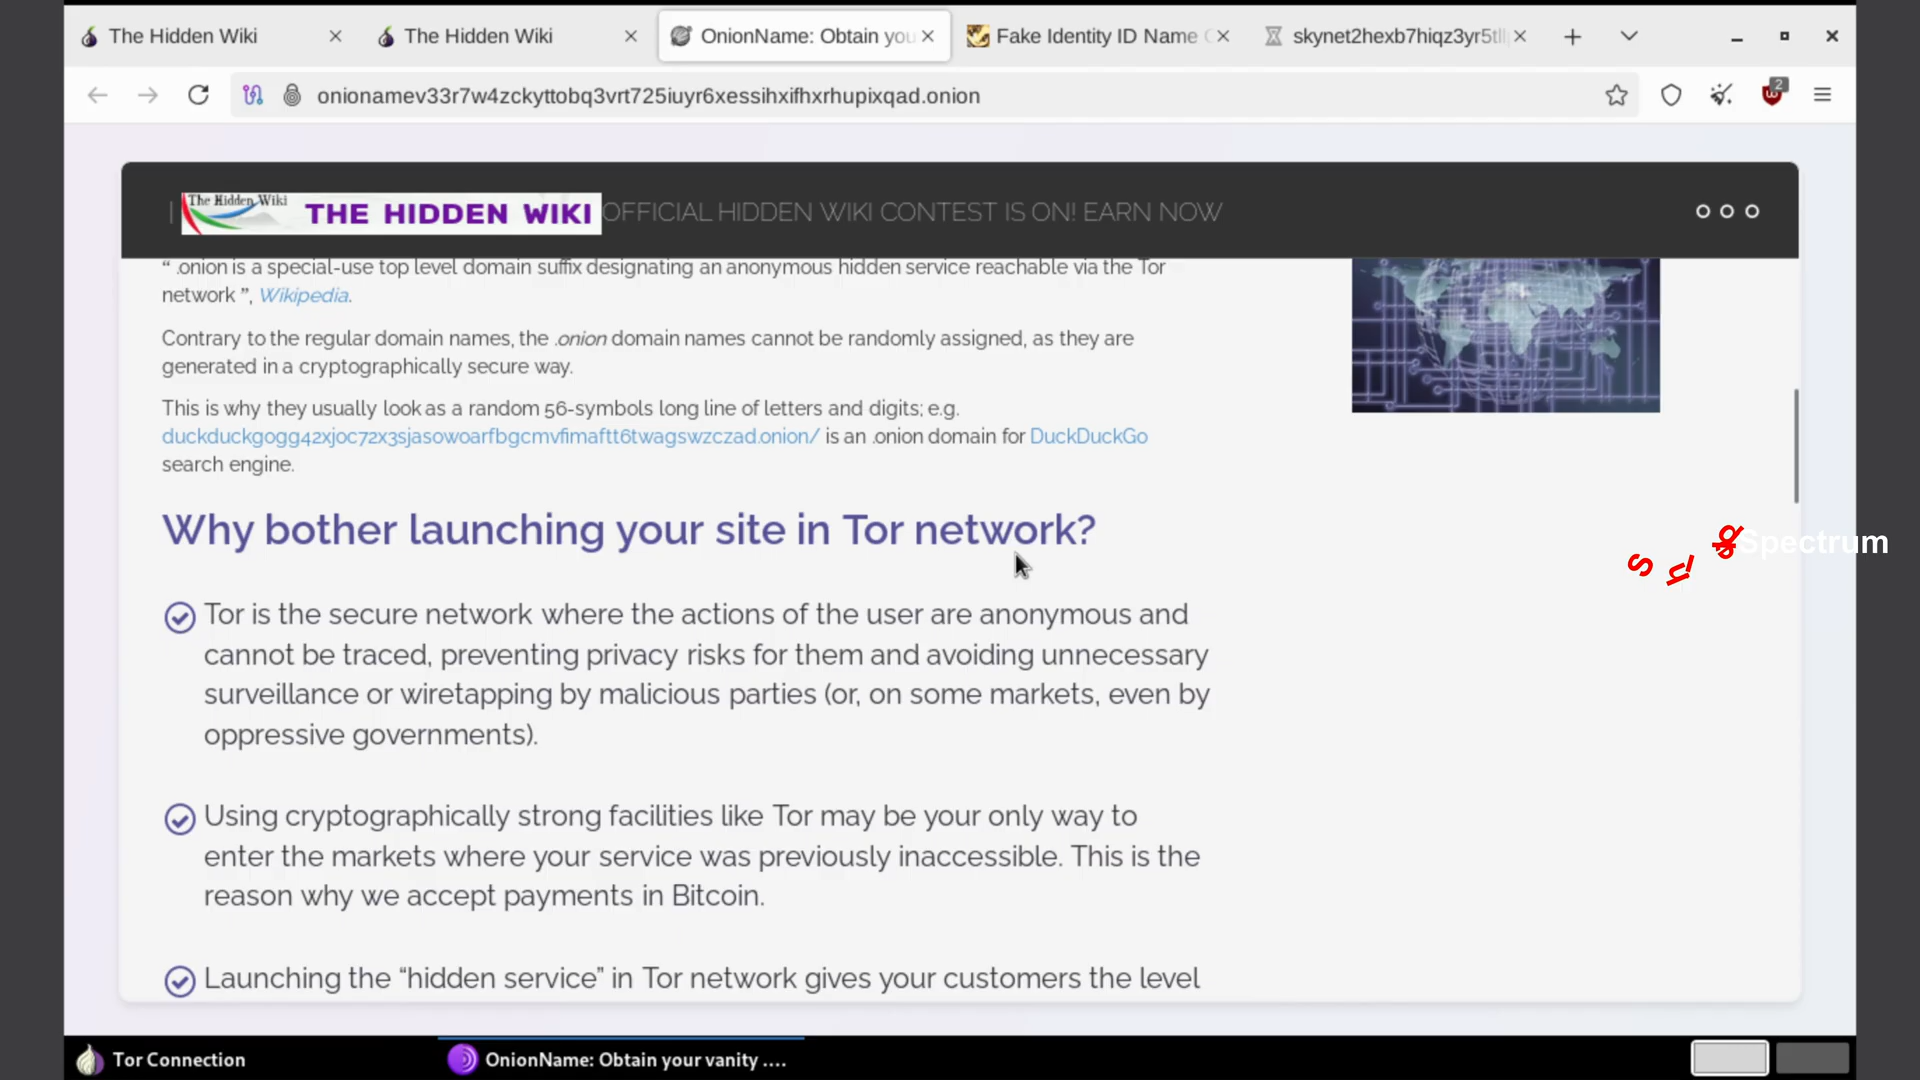 The Hidden Wiki
The Hidden Wiki
OnionName: Obtain you
Fake Identity ID Name
skynet2hexb7hiqz3yr5tll
onionamev33r7w4zckyttobq3vrt725iuyr6xessihxifhxrhupixqad.onion
2
The Hidden Wiki
THE HIDDEN WIKI
OFFICIAL HIDDEN WIKI CONTEST IS ON! EARN NOW
“ .onion is a special-use top level domain suffix designating an anonymous hidden service reachable via the Tor
network ”, Wikipedia.
Contrary to the regular domain names, the .onion domain names cannot be randomly assigned, as they are
generated in a cryptographically secure way.
This is why they usually look as a random 56-symbols long line of letters and digits; e.g.
duckduckgogg42xjoc72x3sjasowoarfbgcmvfimaftt6twagswzczad.onion/ is an .onion domain for DuckDuckGo
search engine.
Why bother launching your site in Tor network?
Spectrum
Tor is the secure network where the actions of the user are anonymous and
cannot be traced, preventing privacy risks for them and avoiding unnecessary
surveillance or wiretapping by malicious parties (or, on some markets, even by
oppressive governments).
Using cryptographically strong facilities like Tor may be your only way to
enter the markets where your service was previously inaccessible. This is the
reason why we accept payments in Bitcoin.
Launching the “hidden service” in Tor network gives your customers the level
Tor Connection
OnionName: Obtain your vanity ....